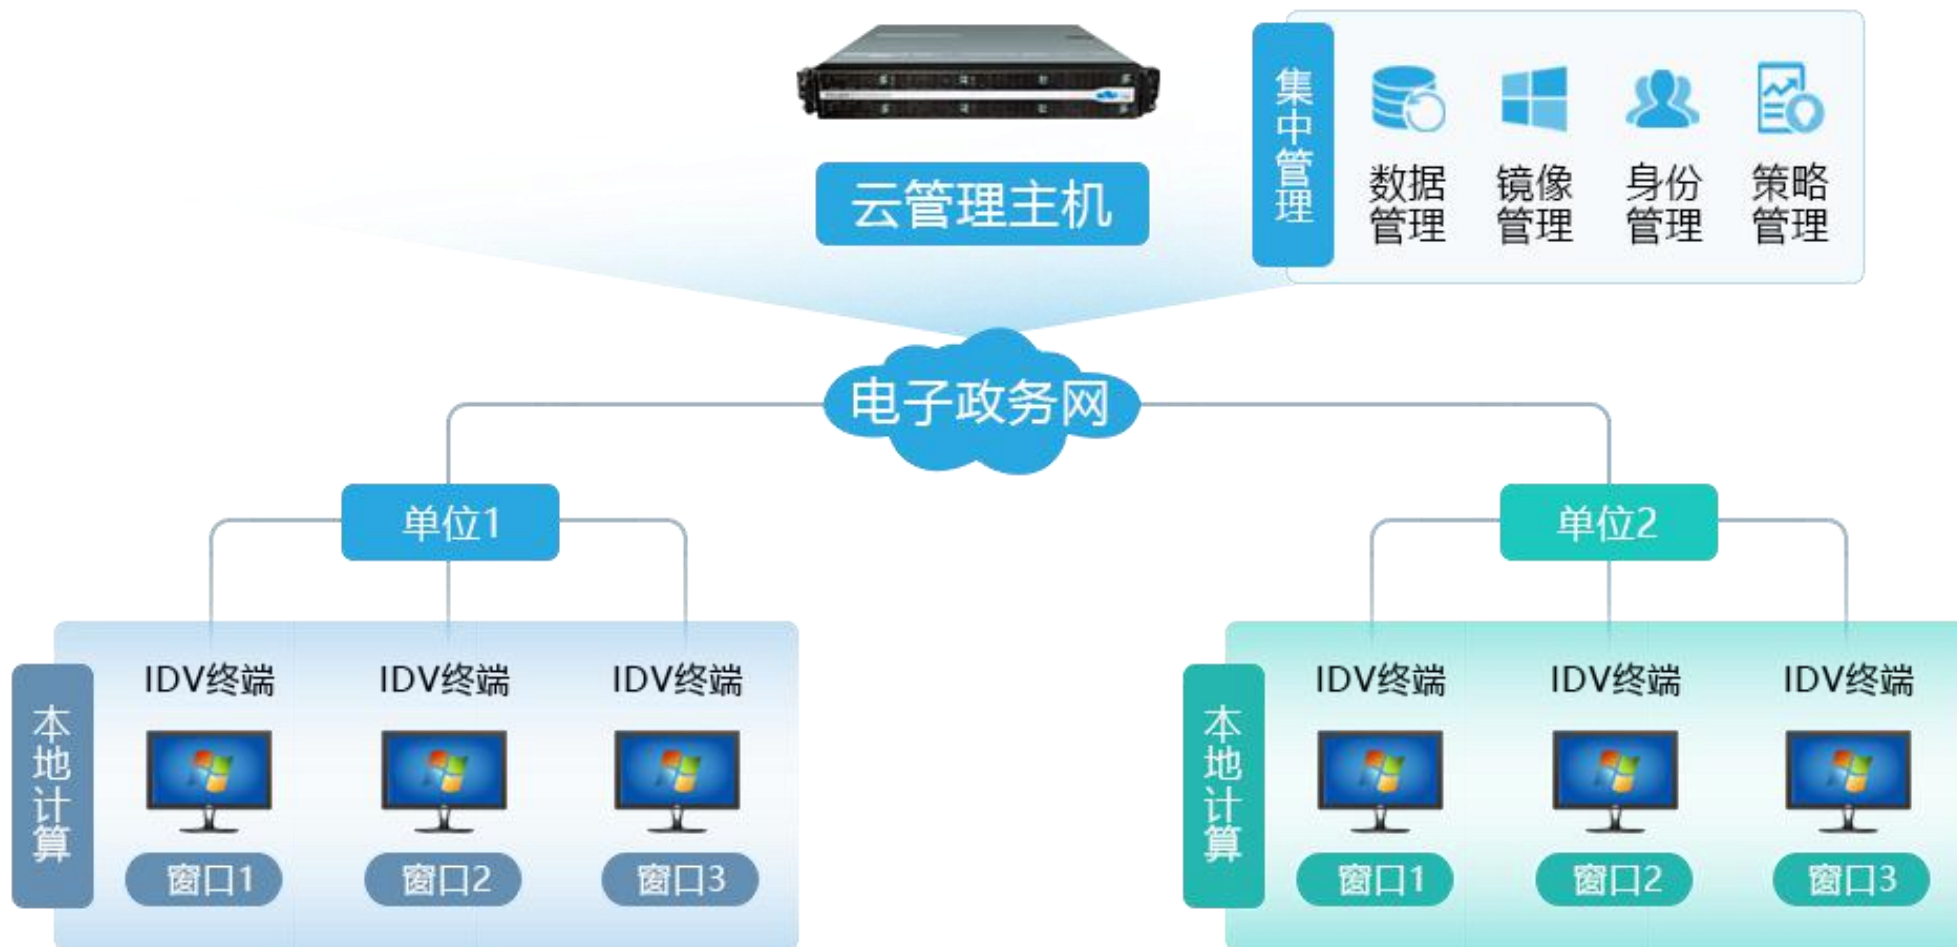 云管理主机
集中管理
数据
管理
镜像
管理
身份
管理
策略
管理
电子政务网
单位1
单位2
本地计算
IDV终端
IDV终端
IDV终端
窗口1
窗口2
窗口3
本地计算
IDV终端
IDV终端
IDV终端
窗口1
窗口2
窗口3